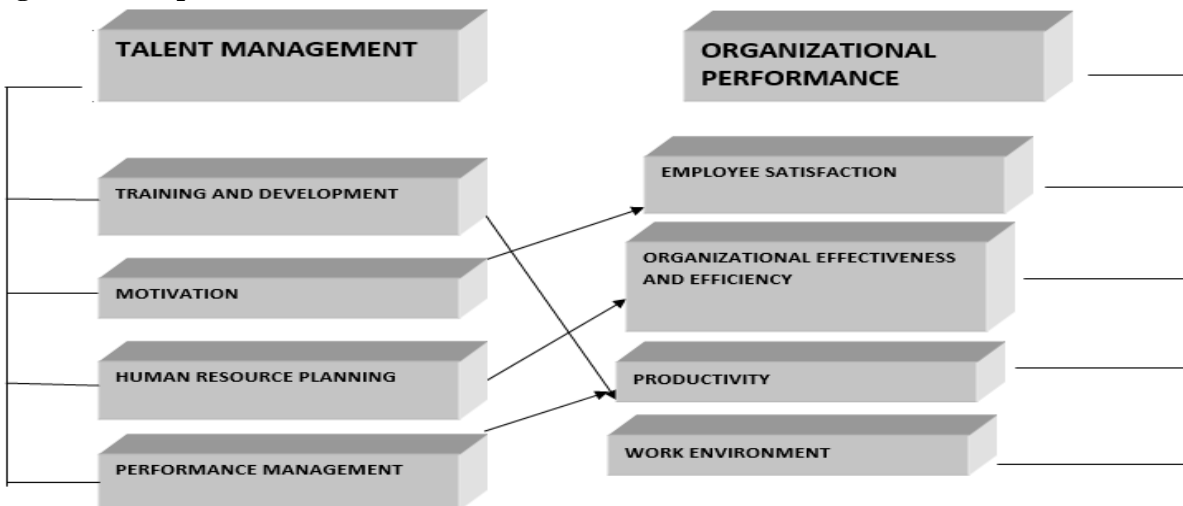 TALENT MANAGEMENT
ORGANIZATIONAL
PERFORMANCE
TRAINING AND DEVELOPMENT
MOTIVATION
HUMAN RESOURCE PLANNING
PERFORMANCE MANAGEMENT
EMPLOYEE SATISFACTION
ORGANIZATIONAL EFFECTIVENESS
AND EFFICIENCY
PRODUCTIVITY
WORK ENVIRONMENT